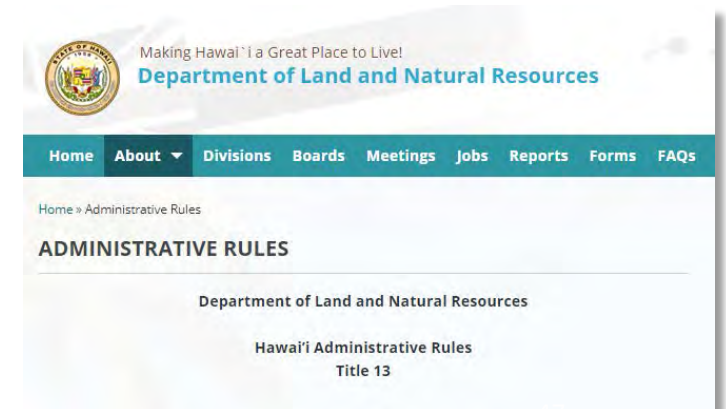 Making Hawai`i a Great Place to Live!
Department of Land and Natural Resources
Home About Divisions Boards Meetings Jobs Reports Forms FAQs
Home » Administrative Rules
ADMINISTRATIVE RULES
Department of Land and Natural Resources
Hawai‘i Administrative Rules
Title 13